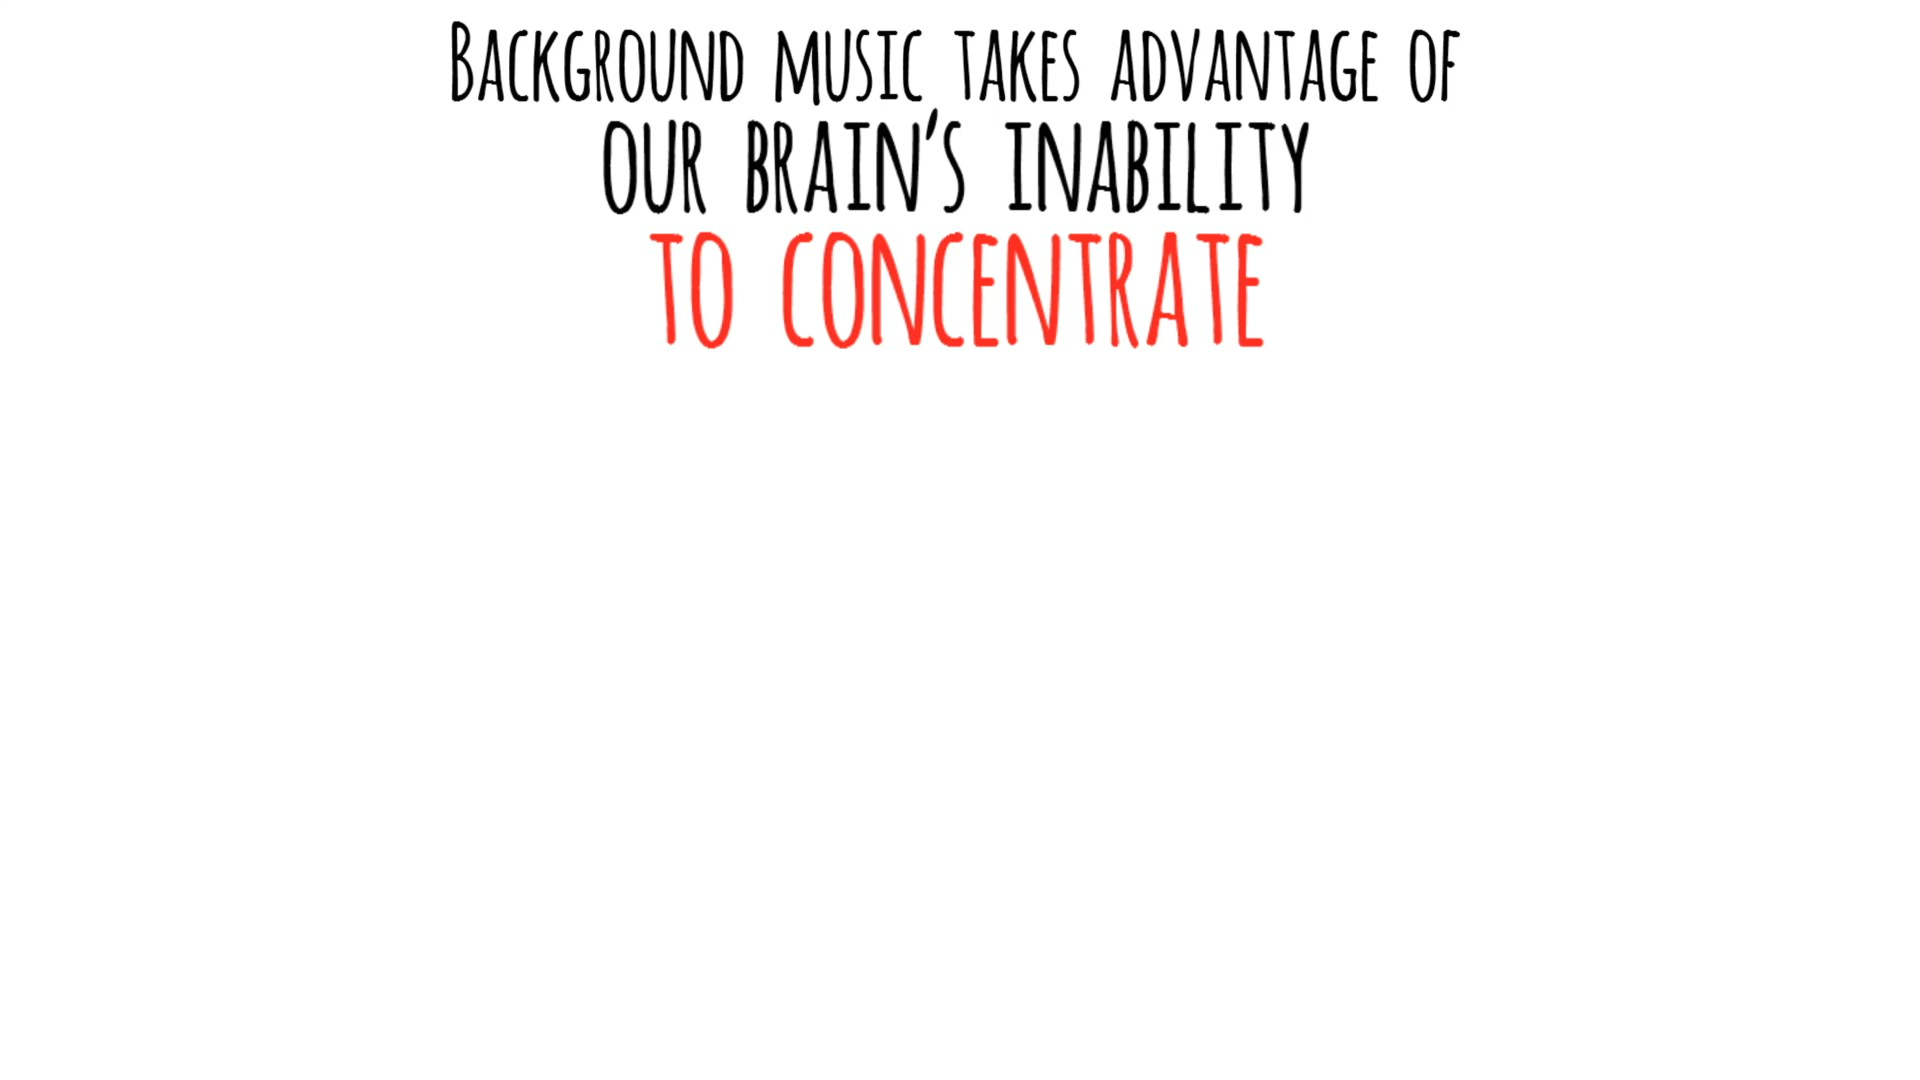 Background music takes advantage of
our brain's inability
to concentrate